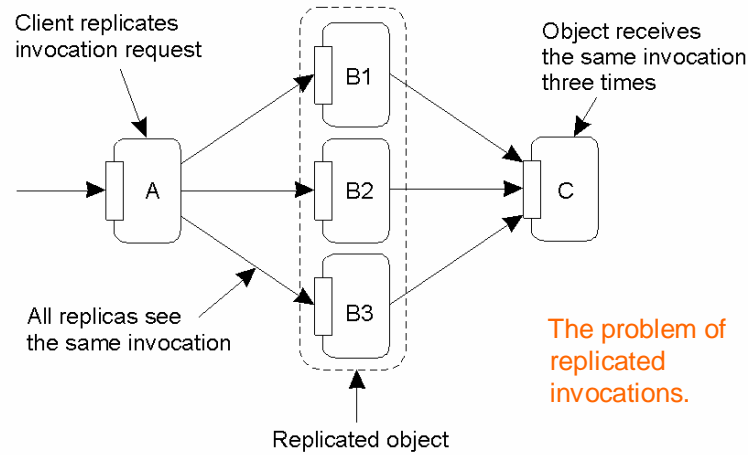 Client replicates
invocation request
Object receives
the same invocation
three times
B1
A
B2
C
B3
All replicas see
the same invocation
The problem of
replicated
invocations.
Replicated object